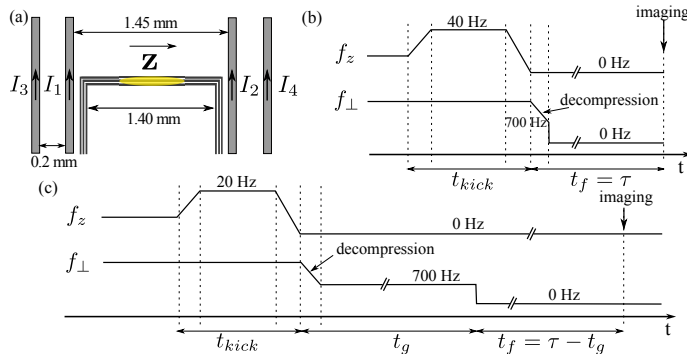 (a)
1.45 mm
z
I₃ I₁ I₂ I₄
1.40 mm
0.2 mm
(b)
imaging
40 Hz
f_z
0 Hz
f_⊥
decompression
700 Hz
0 Hz
t
t_kick
t_f = τ
(c)
imaging
20 Hz
f_z
0 Hz
decompression
f_⊥
700 Hz
0 Hz
t
t_kick
t_g
t_f = τ − t_g